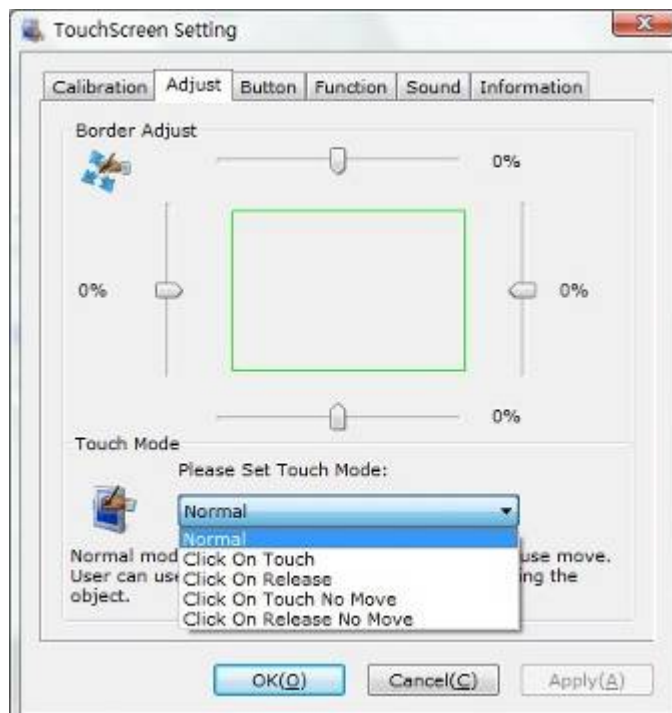 TouchScreen Setting
Calibration Adjust Button Function Sound Information
Border Adjust
0%
0% 0%
0%
Touch Mode
Please Set Touch Mode:
Normal
Normal
Click On Touch
Click On Release
Click On Touch No Move
Click On Release No Move
Normal mod use move.
User can use ing the
object.
OK(O) Cancel(C) Apply(A)